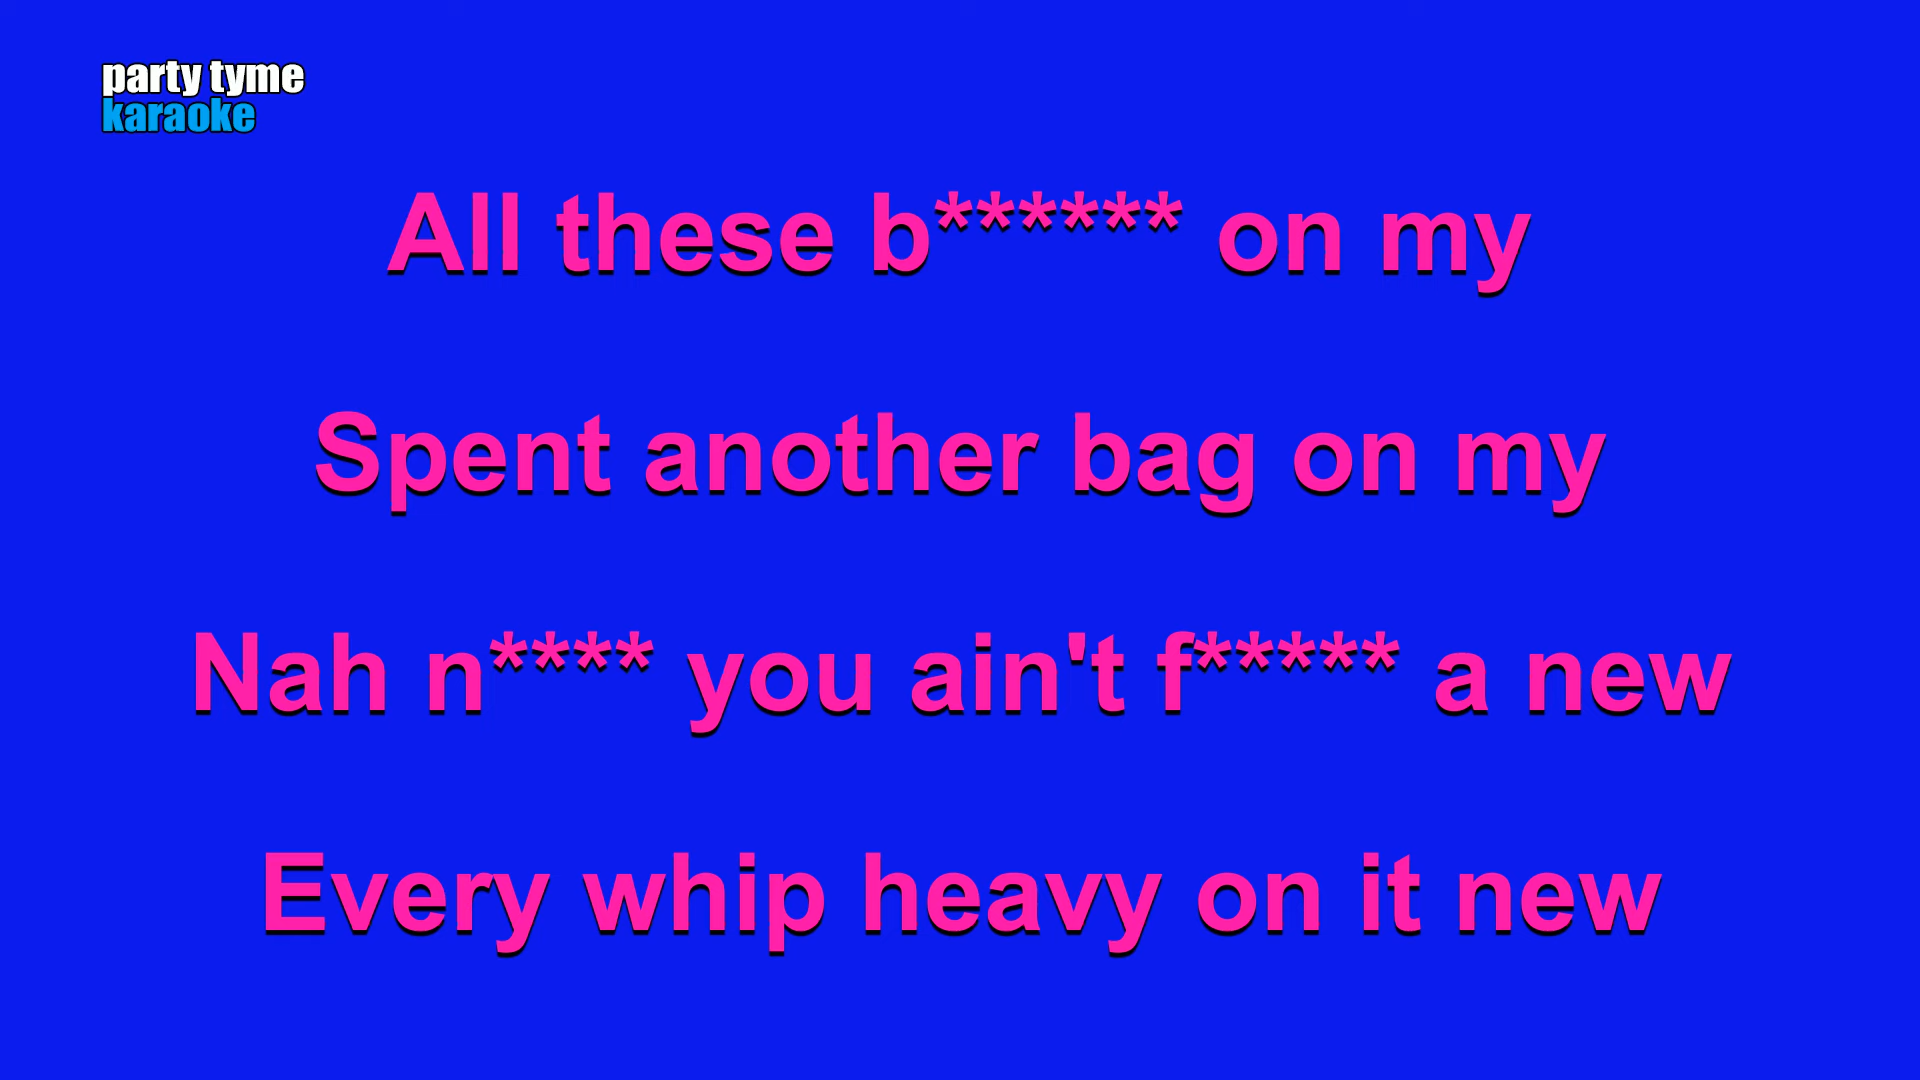 party tyme
karaoke
All these b****** on my
Spent another bag on my
Nah n**** you ain't f***** a new
Every whip heavy on it new